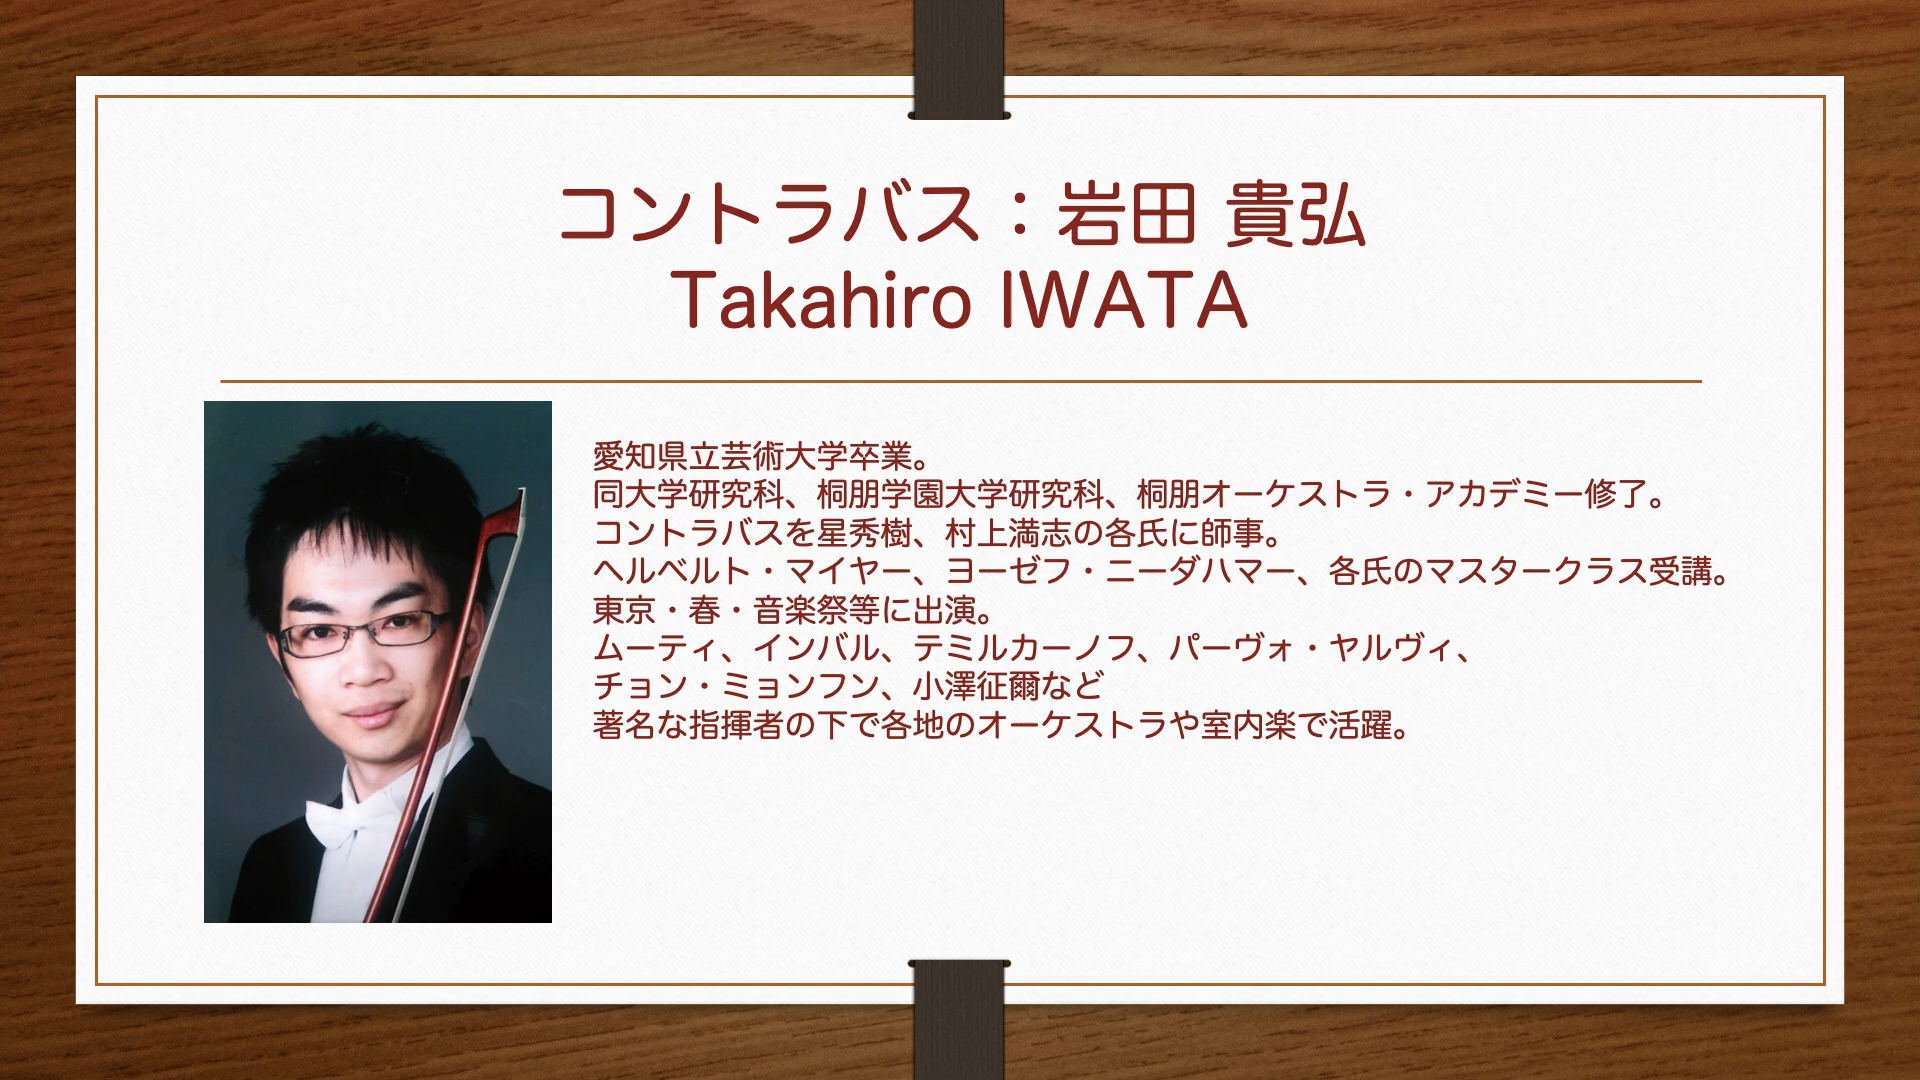 コントラバス：岩田 貴弘
Takahiro IWATA
愛知県立芸術大学卒業。
同大学研究科、桐朋学園大学研究科、桐朋オーケストラ・アカデミー修了。
コントラバスを星秀樹、村上満志の各氏に師事。
ヘルベルト・マイヤー、ヨーゼフ・ニーダハマー、各氏のマスタークラス受講。
東京・春・音楽祭等に出演。
ムーティ、インバル、テミルカーノフ、パーヴォ・ヤルヴィ、
チョン・ミョンフン、小澤征爾など
著名な指揮者の下で各地のオーケストラや室内楽で活躍。